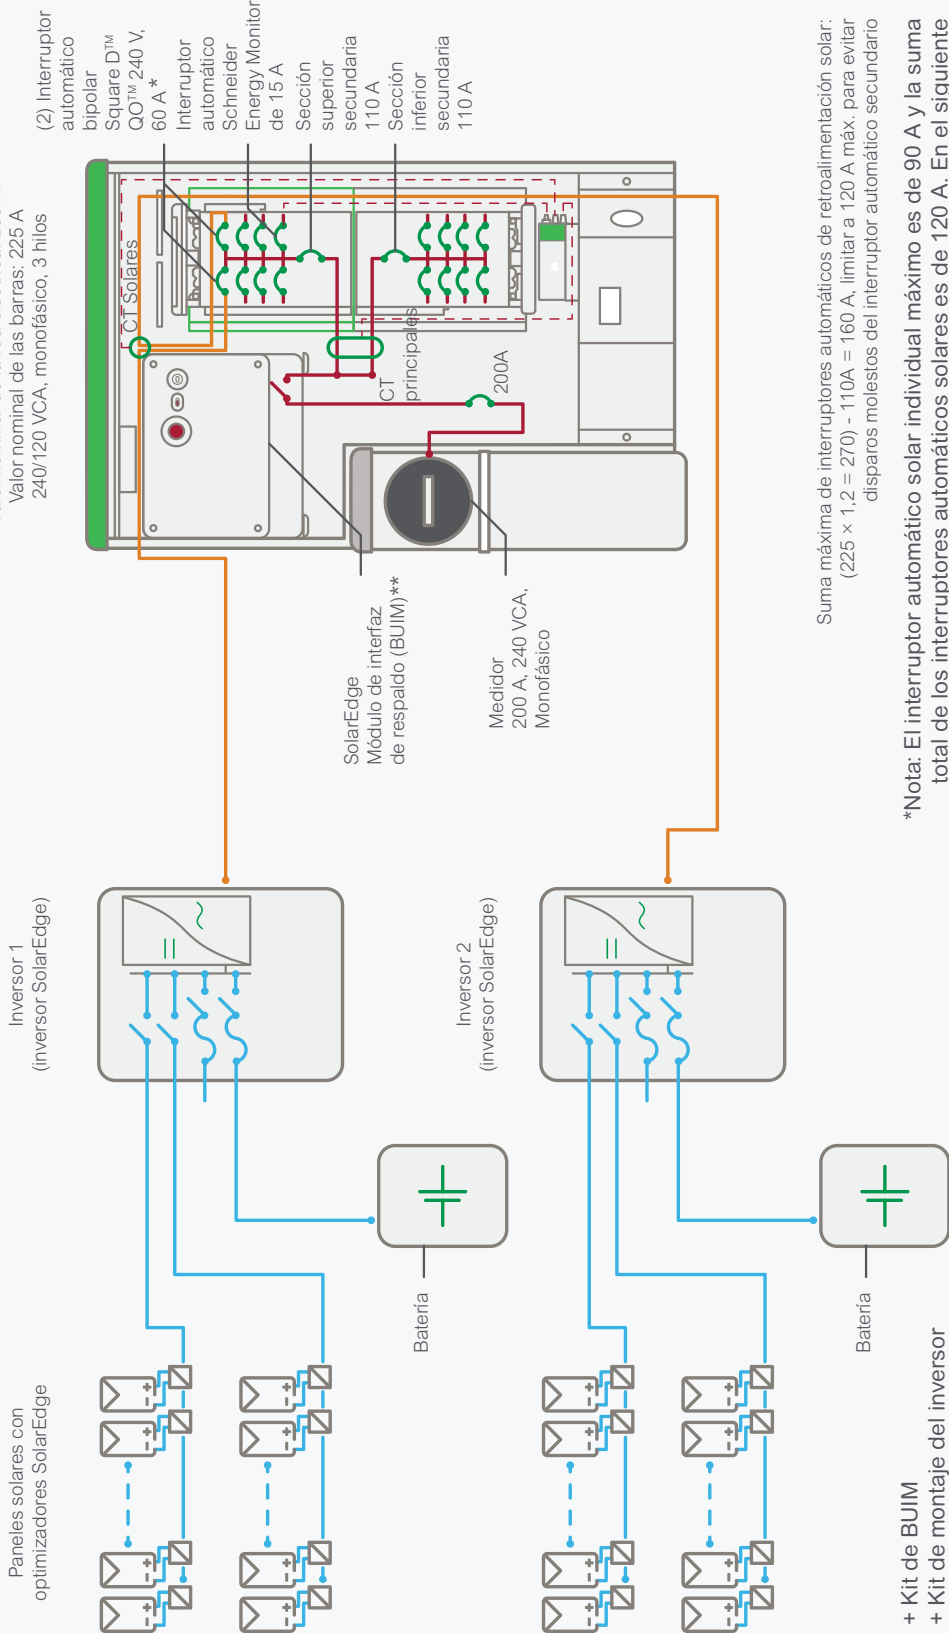 Paneles solares con
optimizadores SolarEdge
Inversor 1
(inversor SolarEdge)
Valor nominal de las barras: 225 A
240/120 VCA, monofásico, 3 hilos
(2) Interruptor
automático
bipolar
Square D™
QO™ 240 V,
60 A*
Interruptor
automático
Schneider
Energy Monitor
de 15 A
Sección
superior
secundaria
110 A
Sección
inferior
secundaria
110 A
CT Solares
CT
principales
200A
SolarEdge
Módulo de interfaz
de respaldo (BUIM)**
Medidor
200 A, 240 VCA,
Monofásico
Batería
Inversor 2
(inversor SolarEdge)
Batería
Suma máxima de interruptores automáticos de retroalimentación solar:
(225 × 1,2 = 270) - 110A = 160 A, limitar a 120 A máx. para evitar
disparos molestos del interruptor automático secundario
*Nota: El interruptor automático solar individual máximo es de 90 A y la suma
total de los interruptores automáticos solares es de 120 A. En el siguiente
+ Kit de BUIM
+ Kit de montaje del inversor